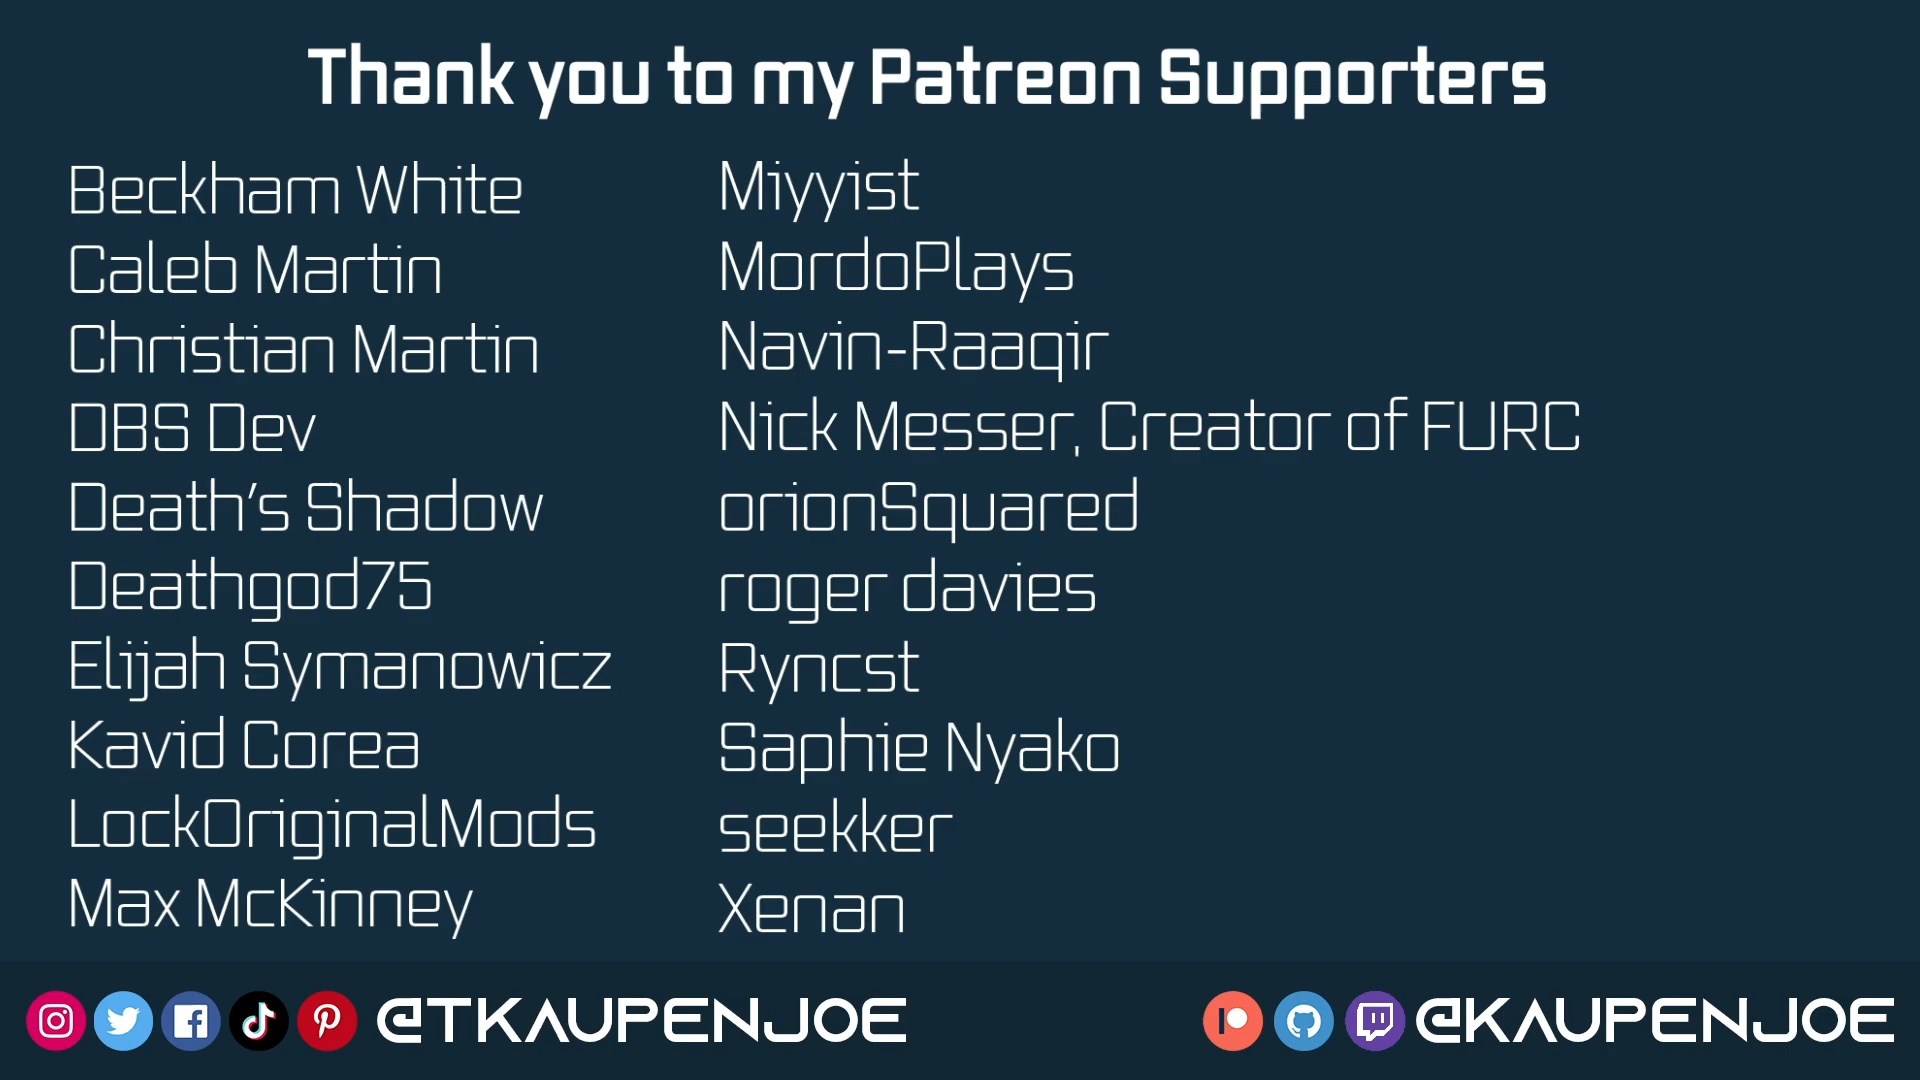 Thank you to my Patreon Supporters
Beckham White
Caleb Martin
Christian Martin
DBS Dev
Death's Shadow
Deathgod75
Elijah Symanowicz
Kavid Corea
LockOriginalMods
Max McKinney
Miyyist
MordoPlays
Navin-Raaqir
Nick Messer, Creator of FURC
orionSquared
roger davies
Ryncst
Saphie Nyako
seekker
Xenan
@TKAUPENJOE
@KAUPENJOE